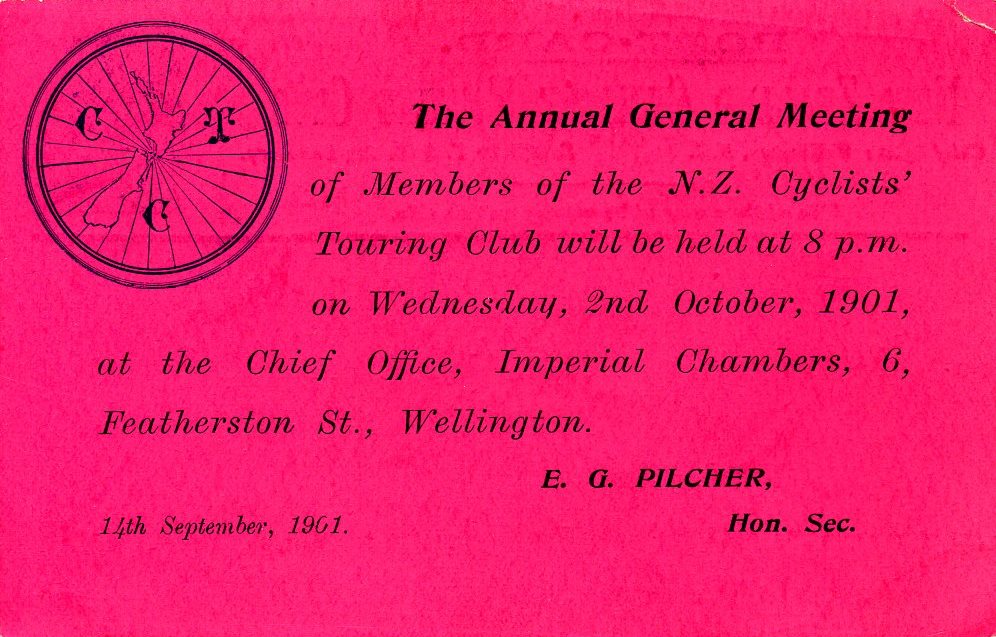 C T
C
The Annual General Meeting
of Members of the N.Z. Cyclists'
Touring Club will be held at 8 p.m.
on Wednesday, 2nd October, 1901,
at the Chief Office, Imperial Chambers, 6,
Featherston St., Wellington.
E. G. PILCHER,
14th September, 1901. Hon. Sec.